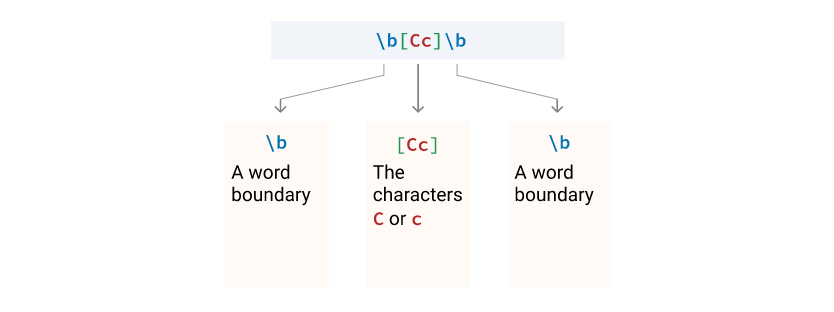 \b[Cc]\b
\b
A word
boundary
[Cc]
The
characters
C or c
\b
A word
boundary